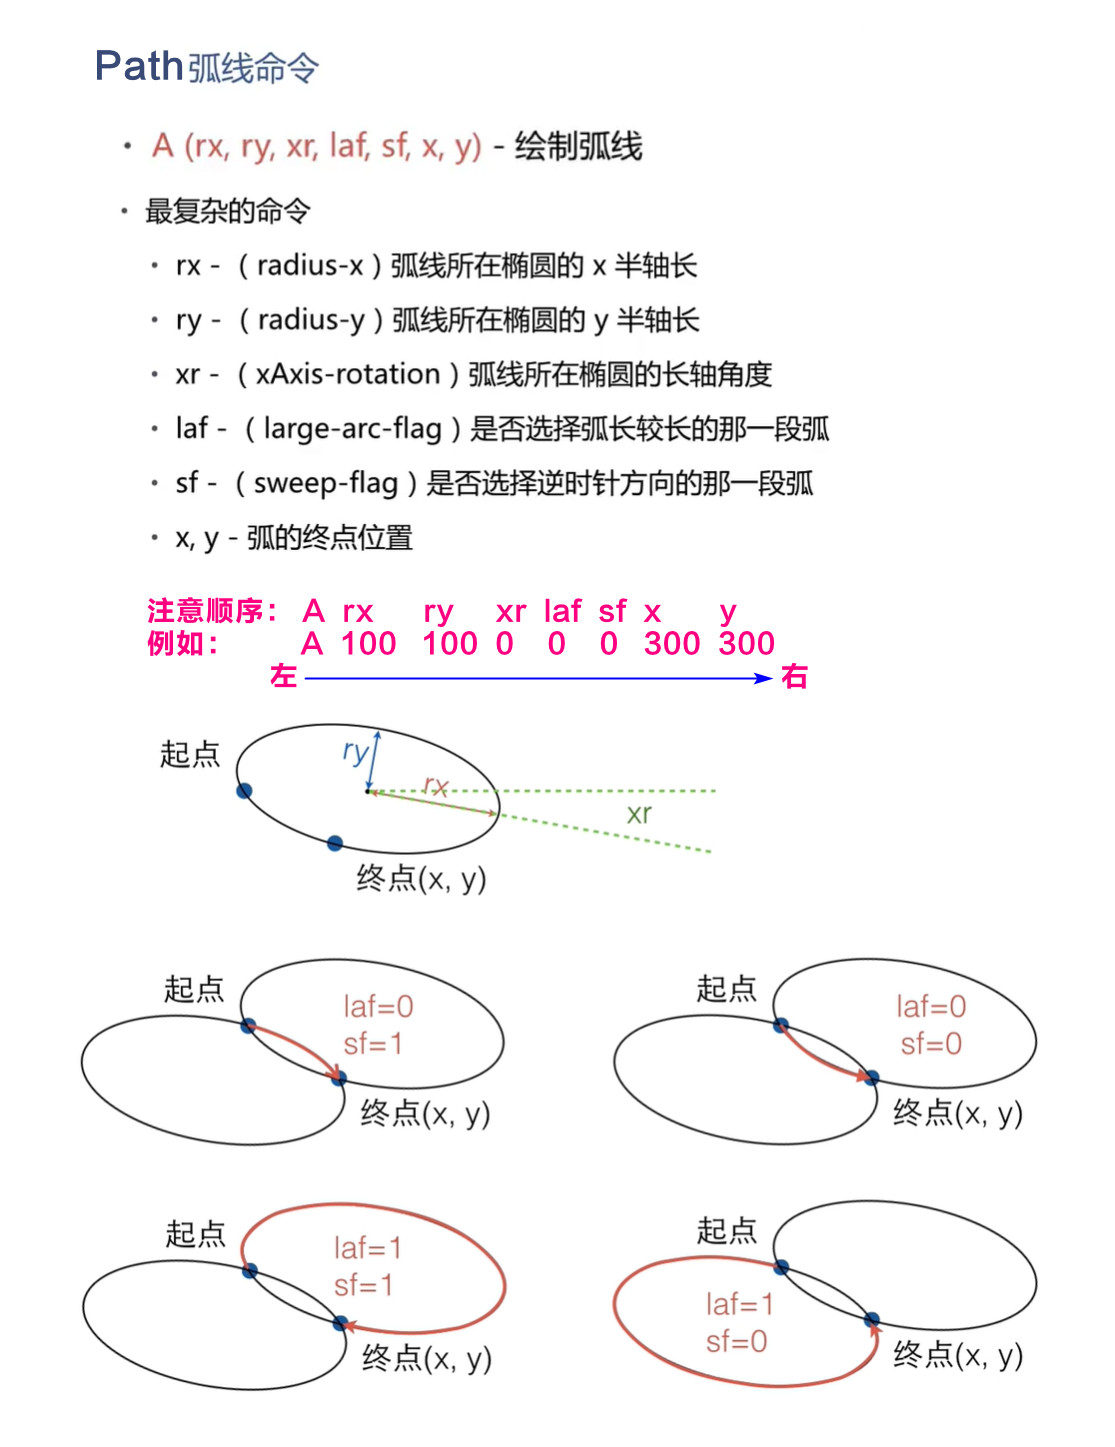 Path弧线命令
• A (rx, ry, xr, laf, sf, x, y) - 绘制弧线
• 最复杂的命令
• rx - （radius-x）弧线所在椭圆的 x 半轴长
• ry - （radius-y）弧线所在椭圆的 y 半轴长
• xr - （xAxis-rotation）弧线所在椭圆的长轴角度
• laf - （large-arc-flag）是否选择弧长较长的那一段弧
• sf - （sweep-flag）是否选择逆时针方向的那一段弧
• x, y - 弧的终点位置
注意顺序： A rx ry xr laf sf x y
例如： A 100 100 0 0 0 300 300
左 右
起点
ry
rx
xr
终点(x, y)
起点
laf=0
sf=1
终点(x, y)
起点
laf=0
sf=0
终点(x, y)
起点
laf=1
sf=1
终点(x, y)
起点
laf=1
sf=0
终点(x, y)